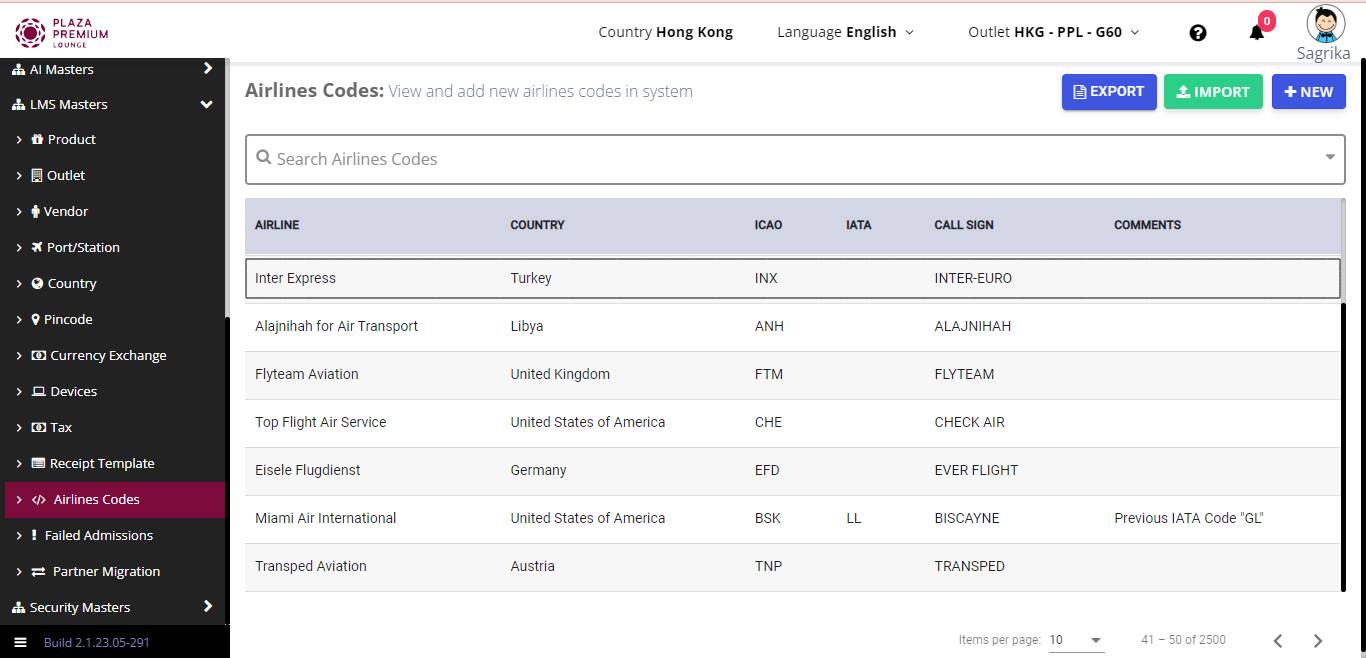 PLAZA
PREMIUM
LOUNGE
Country Hong Kong
Language English
Outlet HKG - PPL - G60
0
Sagrika
AI Masters
LMS Masters
Product
Outlet
Vendor
Port/Station
Country
Pincode
Currency Exchange
Devices
Tax
Receipt Template
Airlines Codes
Failed Admissions
Partner Migration
Security Masters
Build 2.1.23.05-291
Airlines Codes: View and add new airlines codes in system
EXPORT
IMPORT
NEW
Search Airlines Codes
AIRLINE COUNTRY ICAO IATA CALL SIGN COMMENTS
Inter Express Turkey INX INTER-EURO
Alajnihah for Air Transport Libya ANH ALAJNIHAH
Flyteam Aviation United Kingdom FTM FLYTEAM
Top Flight Air Service United States of America CHE CHECK AIR
Eisele Flugdienst Germany EFD EVER FLIGHT
Miami Air International United States of America BSK LL BISCAYNE Previous IATA Code "GL"
Transped Aviation Austria TNP TRANSPED
Items per page: 10 41 – 50 of 2500